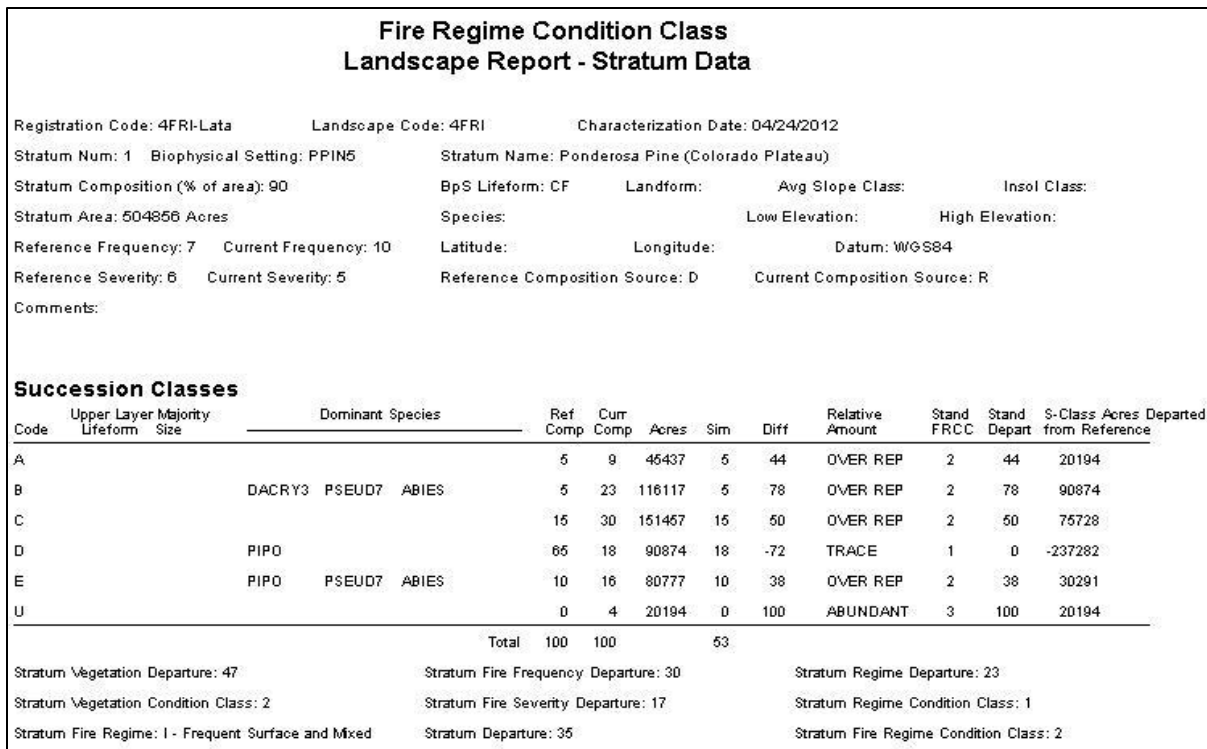 Fire Regime Condition Class
Landscape Report - Stratum Data
Registration Code: 4FRI-Lata Landscape Code: 4FRI Characterization Date: 04/24/2012
Stratum Num: 1 Biophysical Setting: PPIN5 Stratum Name: Ponderosa Pine (Colorado Plateau)
Stratum Composition (% of area): 90 BpS Lifeform: CF Landform: Avg Slope Class: Insol Class:
Stratum Area: 504856 Acres Species: Low Elevation: High Elevation:
Reference Frequency: 7 Current Frequency: 10 Latitude: Longitude: Datum: WGS84
Reference Severity: 6 Current Severity: 5 Reference Composition Source: D Current Composition Source: R
Comments:
Succession Classes
Upper Layer Majority Dominant Species Ref Curr Relative Stand Stand S-Class Acres Departed
Code Lifeform Size Comp Comp Acres Sim Diff Amount FRCC Depart from Reference
A 5 9 45437 5 44 OVER REP 2 44 20194
B DACRY3 PSEUD7 ABIES 5 23 116117 5 78 OVER REP 2 78 90874
C 15 30 151457 15 50 OVER REP 2 50 75728
D PIPO 65 18 90874 18 -72 TRACE 1 0 -237282
E PIPO PSEUD7 ABIES 10 16 80777 10 38 OVER REP 2 38 30291
U 0 4 20194 0 100 ABUNDANT 3 100 20194
Total 100 100 53
Stratum Vegetation Departure: 47 Stratum Fire Frequency Departure: 30 Stratum Regime Departure: 23
Stratum Vegetation Condition Class: 2 Stratum Fire Severity Departure: 17 Stratum Regime Condition Class: 1
Stratum Fire Regime: I - Frequent Surface and Mixed Stratum Departure: 35 Stratum Fire Regime Condition Class: 2